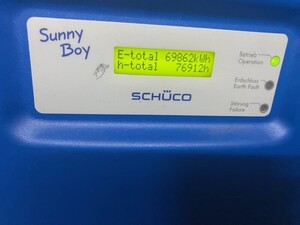 Sunny
Boy
E-total 69862kWh
h-total 76912h
Betrieb
Operation
Erdschluss
Earth Fault
Störung
Failure
SCHÜCO